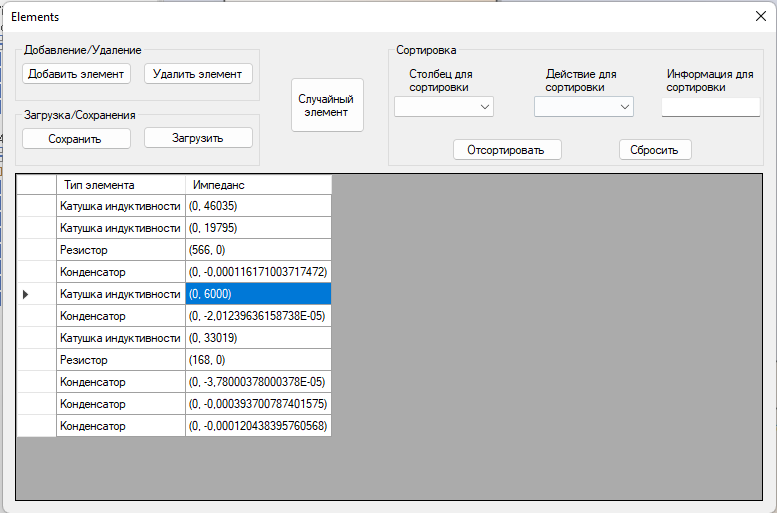 Elements
Добавление/Удаление
Добавить элемент
Удалить элемент
Загрузка/Сохранения
Сохранить
Загрузить
Случайный
элемент
Сортировка
Столбец для
сортировки
Действие для
сортировки
Информация для
сортировки
Отсортировать
Сбросить
Тип элемента Импеданс
Катушка индуктивности (0, 46035)
Катушка индуктивности (0, 19795)
Резистор (566, 0)
Конденсатор (0, -0,000116171003717472)
Катушка индуктивности (0, 6000)
Конденсатор (0, -2,01239636158738E-05)
Катушка индуктивности (0, 33019)
Резистор (168, 0)
Конденсатор (0, -3,78000378000378E-05)
Конденсатор (0, -0,000393700787401575)
Конденсатор (0, -0,000120438395760568)